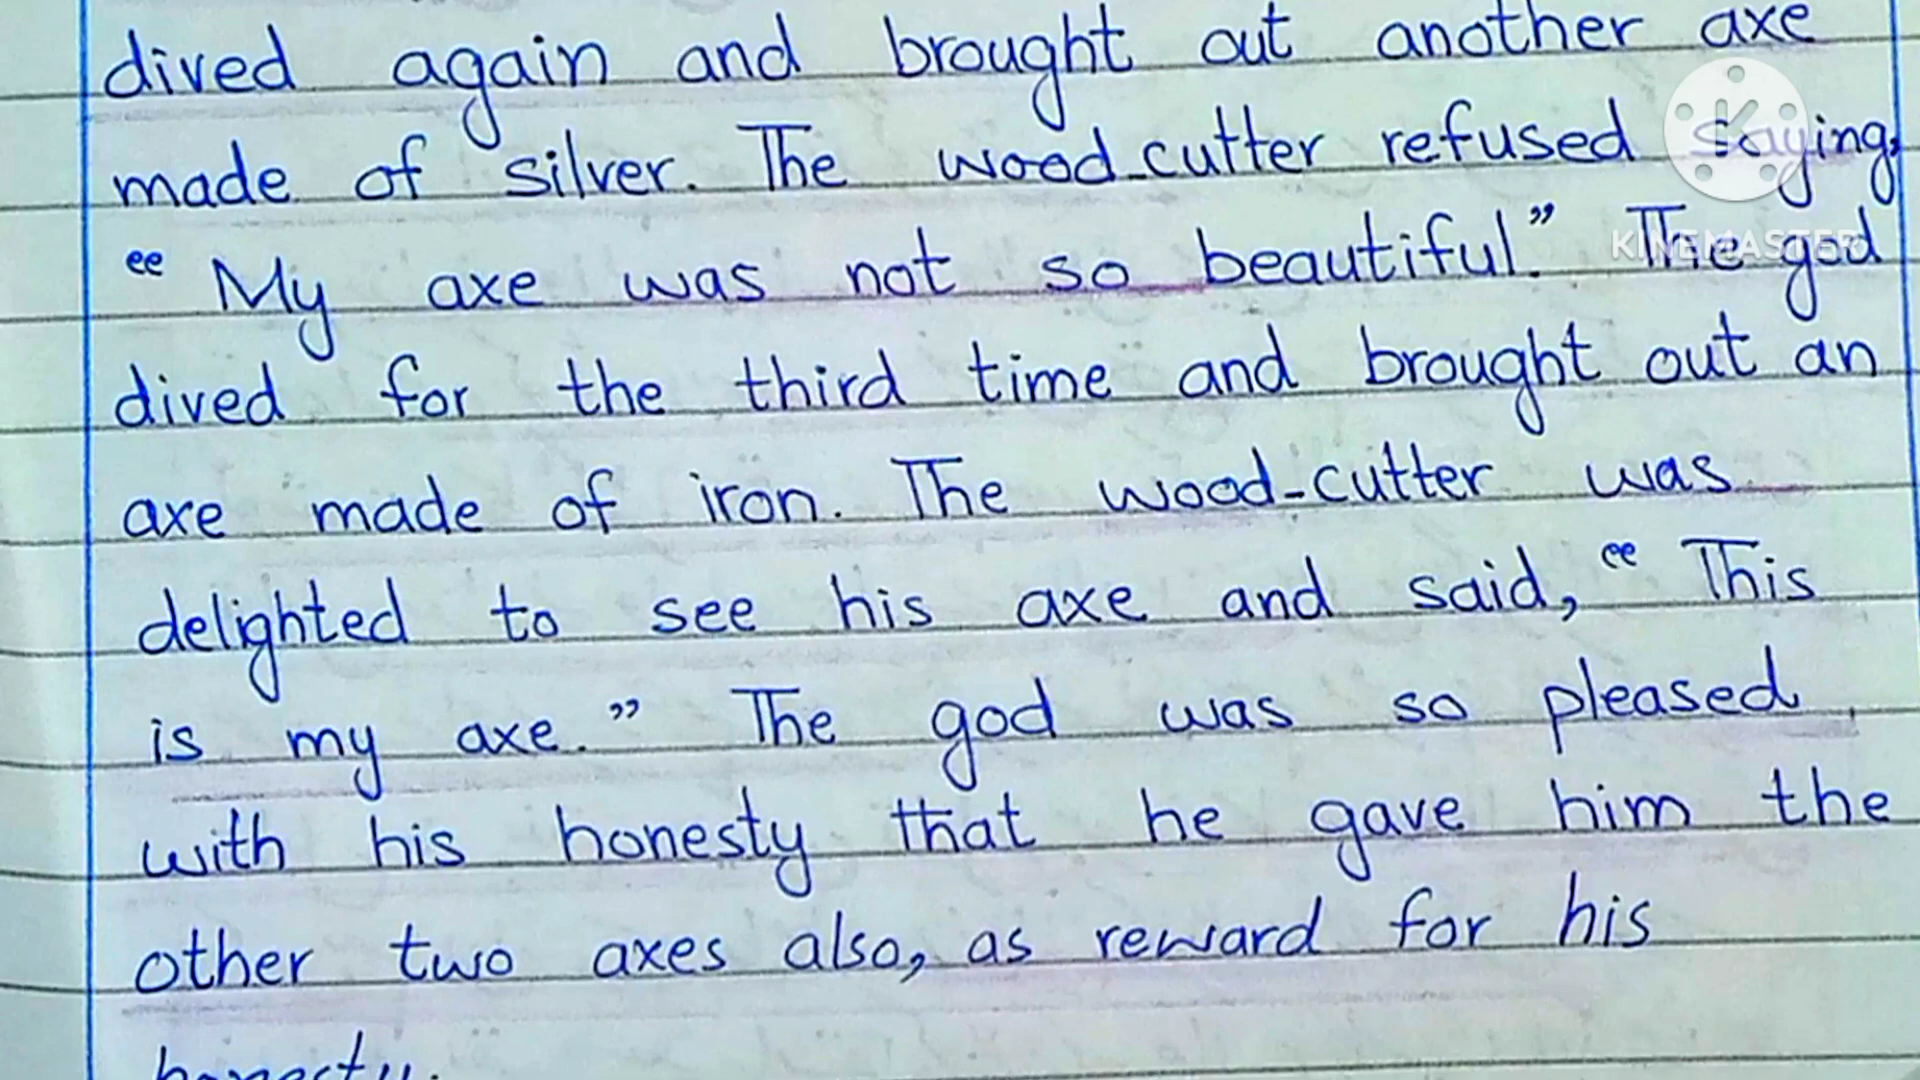 dived again and brought out another axe
made of silver. The wood-cutter refused saying,
“ My axe was not so beautiful.” The god
dived for the third time and brought out an
axe made of iron. The wood-cutter was
delighted to see his axe and said, “ This
is my axe.” The god was so pleased
with his honesty that he gave him the
other two axes also, as reward for his
honesty.
KINEMASTER